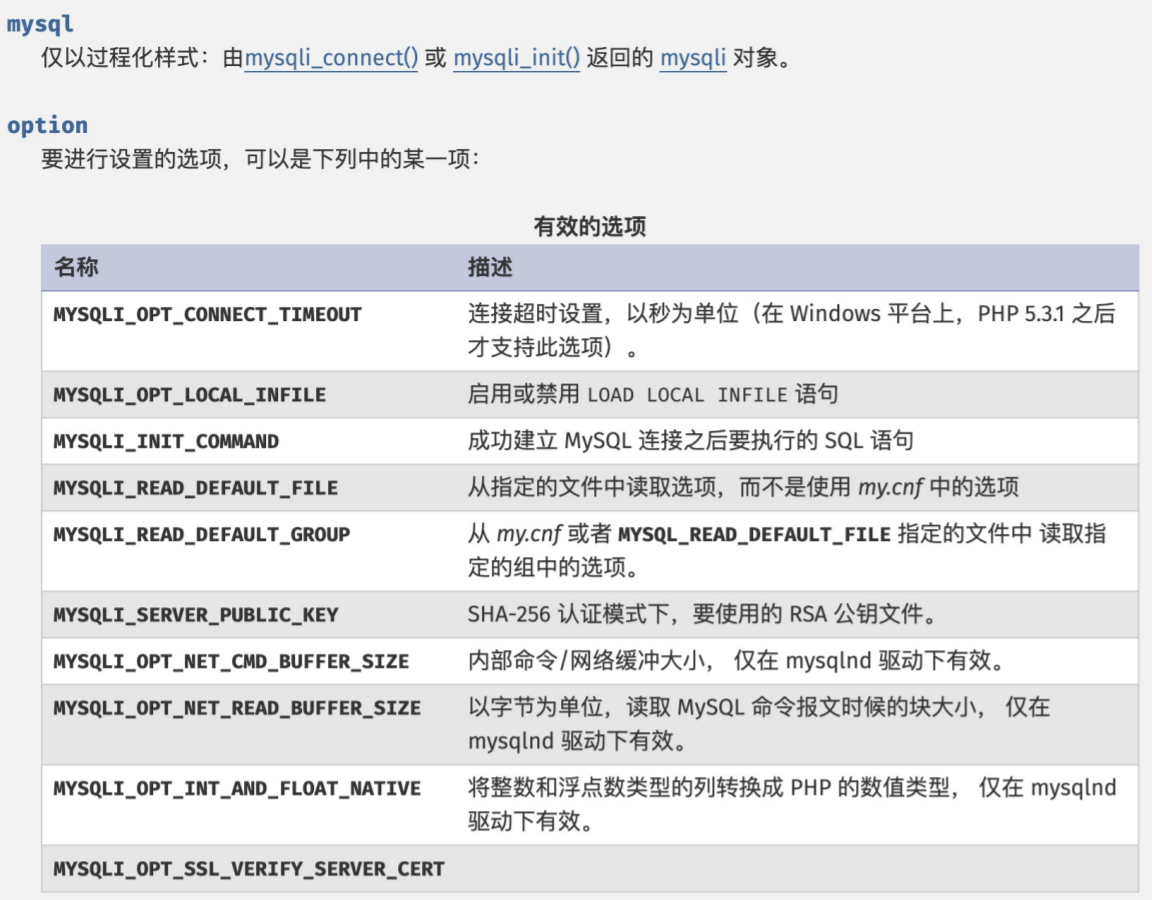 mysql
仅以过程化样式：由mysqli_connect() 或 mysqli_init() 返回的 mysqli 对象。
option
要进行设置的选项，可以是下列中的某一项：
有效的选项
名称 描述
MYSQLI_OPT_CONNECT_TIMEOUT 连接超时设置，以秒为单位（在 Windows 平台上，PHP 5.3.1 之后
才支持此选项）。
MYSQLI_OPT_LOCAL_INFILE 启用或禁用 LOAD LOCAL INFILE 语句
MYSQLI_INIT_COMMAND 成功建立 MySQL 连接之后要执行的 SQL 语句
MYSQLI_READ_DEFAULT_FILE 从指定的文件中读取选项，而不是使用 my.cnf 中的选项
MYSQLI_READ_DEFAULT_GROUP 从 my.cnf 或者 MYSQL_READ_DEFAULT_FILE 指定的文件中 读取指
定的组中的选项。
MYSQLI_SERVER_PUBLIC_KEY SHA-256 认证模式下，要使用的 RSA 公钥文件。
MYSQLI_OPT_NET_CMD_BUFFER_SIZE 内部命令/网络缓冲大小， 仅在 mysqlnd 驱动下有效。
MYSQLI_OPT_NET_READ_BUFFER_SIZE 以字节为单位，读取 MySQL 命令报文时候的块大小， 仅在
mysqlnd 驱动下有效。
MYSQLI_OPT_INT_AND_FLOAT_NATIVE 将整数和浮点数类型的列转换成 PHP 的数值类型， 仅在 mysqlnd
驱动下有效。
MYSQLI_OPT_SSL_VERIFY_SERVER_CERT